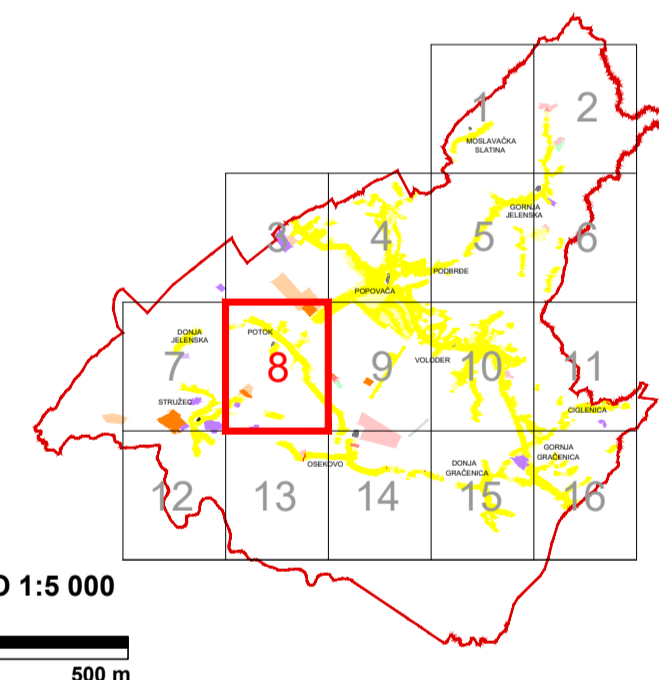 1
2
MOSLAVAČKA
SLATINA
GORNJA
JELENSKA
3
4
5
6
PODBRĐE
POPOVAČA
DONJA
JELENSKA
POTOK
VOLODER
7
8
9
10
11
STRUŽEC
CIGLENICA
GORNJA
GRAČENICA
OSEKOVO
DONJA
GRAČENICA
12
13
14
15
16
1:5 000
500 m